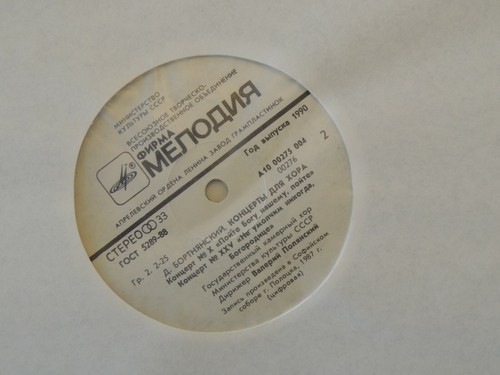 МИНИСТЕРСТВО
КУЛЬТУРЫ СССР
ВСЕСОЮЗНОЕ ТВОРЧЕСКО-
ПРОИЗВОДСТВЕННОЕ ОБЪЕДИНЕНИЕ
ФИРМА
МЕЛОДИЯ
АПРЕЛЕВСКИЙ ОРДЕНА ЛЕНИНА ЗАВОД ГРАМПЛАСТИНОК
Год выпуска 1990
СТЕРЕО 33
ГОСТ 5289-88
Гр. 2. 2-25
А10 00275 004
00276
2
Д. БОРТНЯНСКИЙ. КОНЦЕРТЫ ДЛЯ ХОРА
Концерт № X «Пойте Богу нашему, пойте»
Концерт № XXV «Не умолчим никогда,
Богородице»
Государственный камерный хор
Министерства культуры СССР
Дирижер Валерий Полянский
Запись произведена в Софийском
соборе г. Полоцка, 1987 г.
(цифровая)